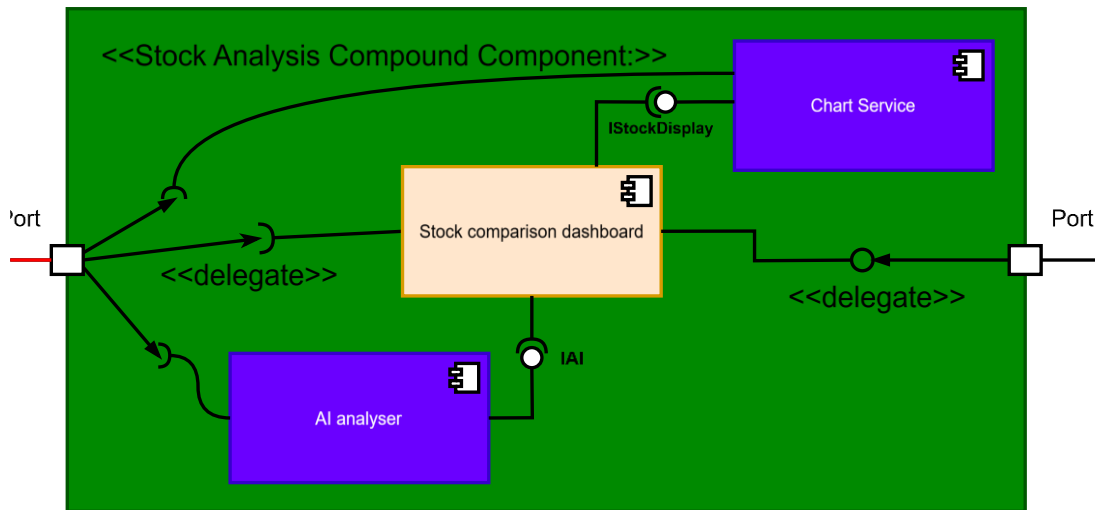 <<Stock Analysis Compound Component:>>
Chart Service
IStockDisplay
Port
Stock comparison dashboard
Port
<<delegate>>
<<delegate>>
IAI
AI analyser